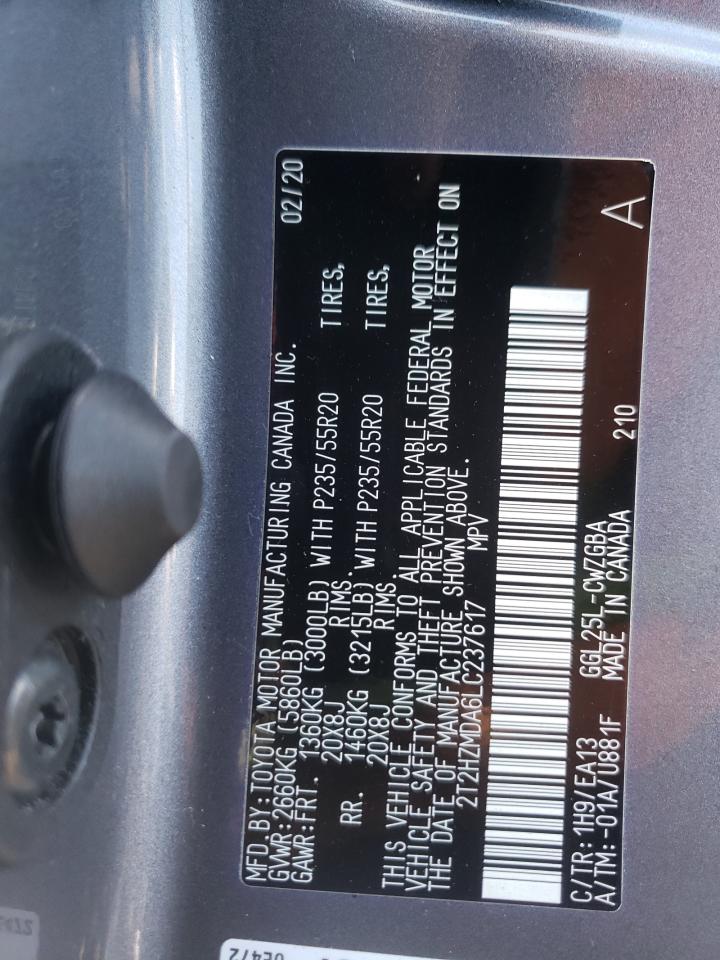 MFD. BY: TOYOTA MOTOR MANUFACTURING CANADA INC. 02/20
GVWR: 2660KG (5860LB)
GAWR: FRT. 1360KG (3000LB) WITH P235/55R20 TIRES,
20X8J RIMS,
RR. 1460KG (3215LB) WITH P235/55R20 TIRES,
20X8J RIMS
THIS VEHICLE CONFORMS TO ALL APPLICABLE FEDERAL MOTOR
VEHICLE SAFETY AND THEFT PREVENTION STANDARDS IN EFFECT ON
THE DATE OF MANUFACTURE SHOWN ABOVE.
2T2HZMDA6LC237617 MPV
C/TR: 1H9/EA13 GGL25L-CWZGBA
A/TM: -01A/U881F MADE IN CANADA 210 A